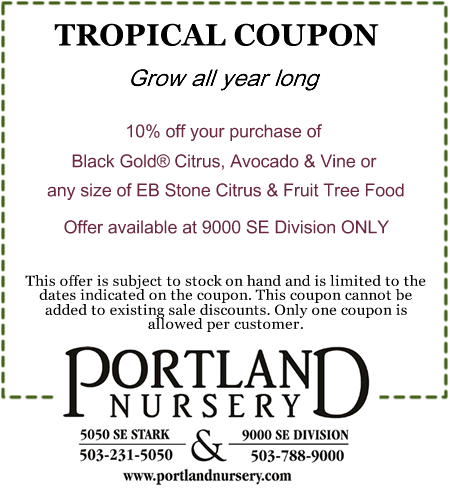 TROPICAL COUPON
Grow all year long
10% off your purchase of
Black Gold® Citrus, Avocado & Vine or
any size of EB Stone Citrus & Fruit Tree Food
Offer available at 9000 SE Division ONLY
This offer is subject to stock on hand and is limited to the
dates indicated on the coupon. This coupon cannot be
added to existing sale discounts. Only one coupon is
allowed per customer.
PORTLAND
NURSERY
5050 SE STARK & 9000 SE DIVISION
503-231-5050 503-788-9000
www.portlandnursery.com